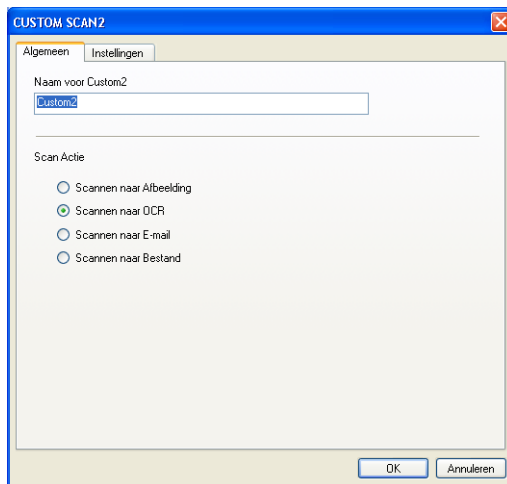 CUSTOM SCAN2
Algemeen Instellingen
Naam voor Custom2
Custom2
Scan Actie
Scannen naar Afbeelding
Scannen naar OCR
Scannen naar E-mail
Scannen naar Bestand
OK Annuleren